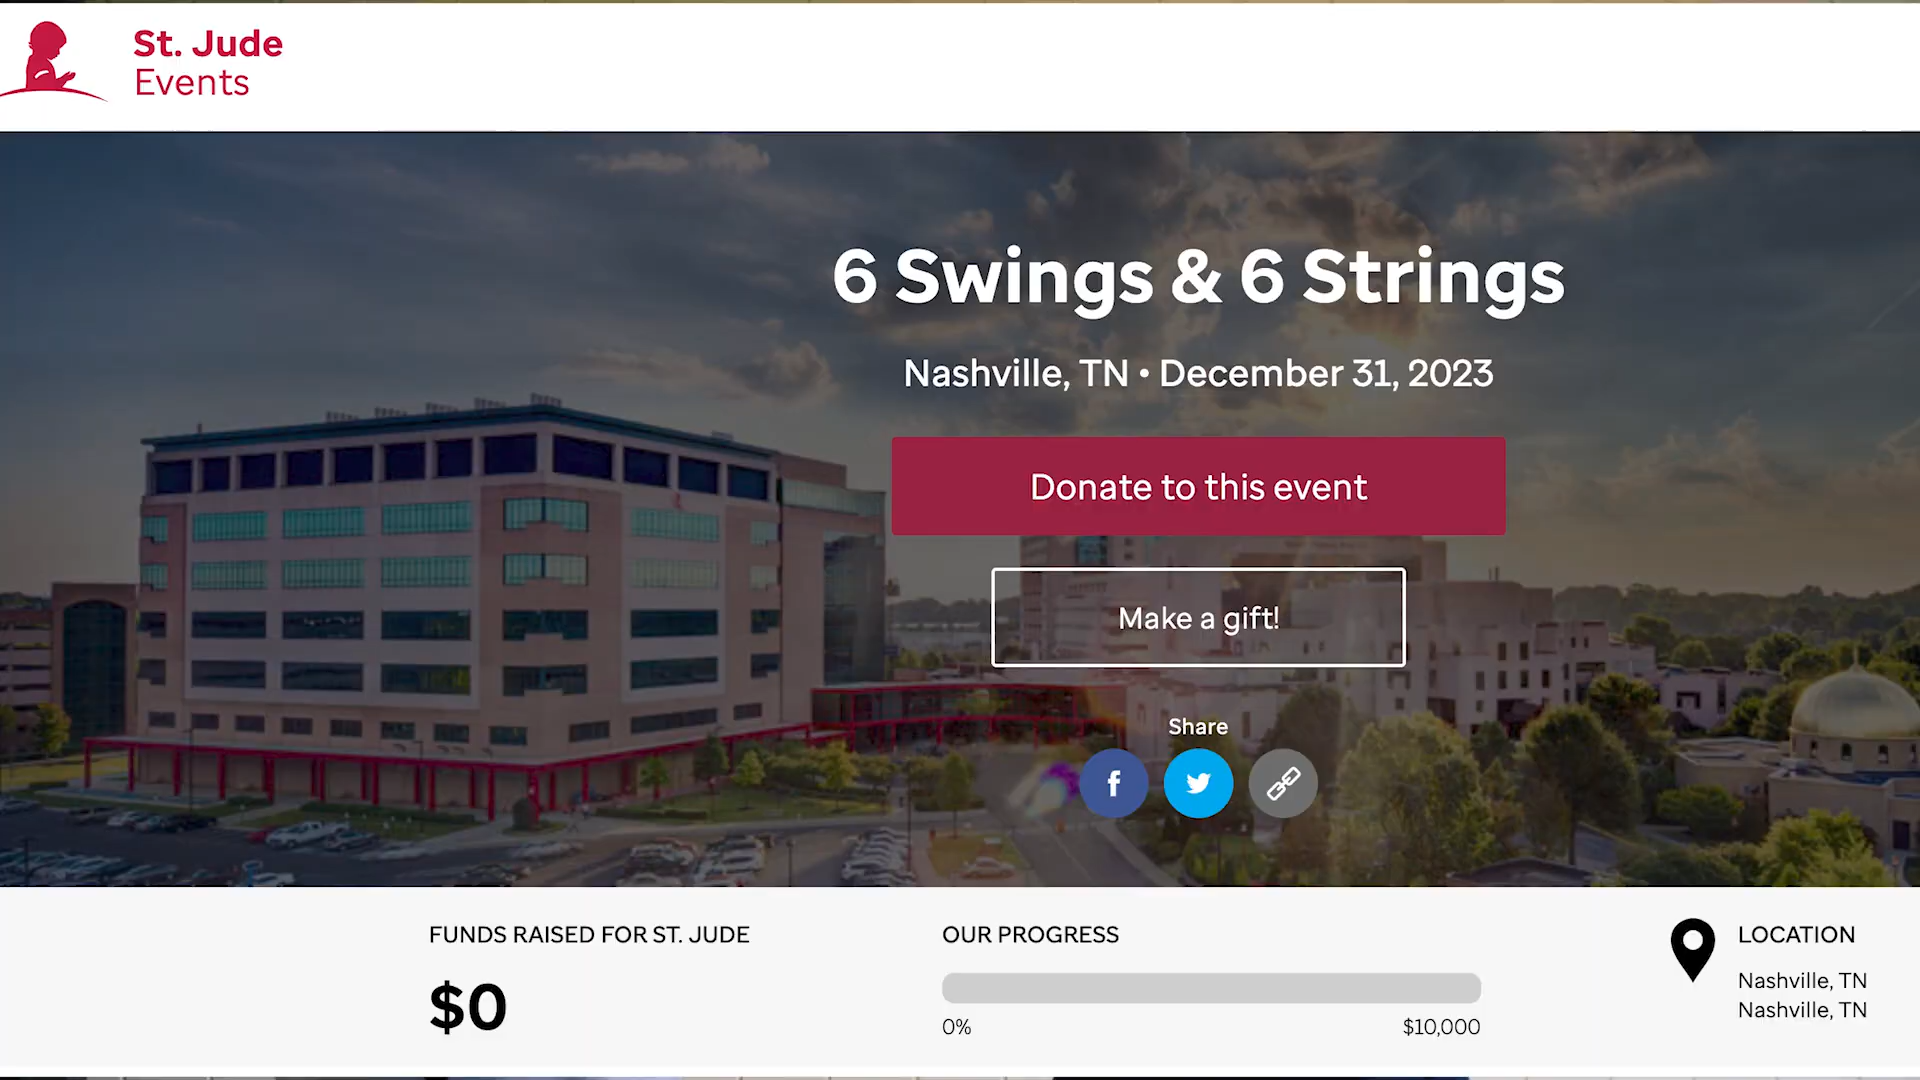 St. Jude
Events
6 Swings & 6 Strings
Nashville, TN • December 31, 2023
Donate to this event
Make a gift!
Share
FUNDS RAISED FOR ST. JUDE
$0
OUR PROGRESS
0%
$10,000
LOCATION
Nashville, TN
Nashville, TN